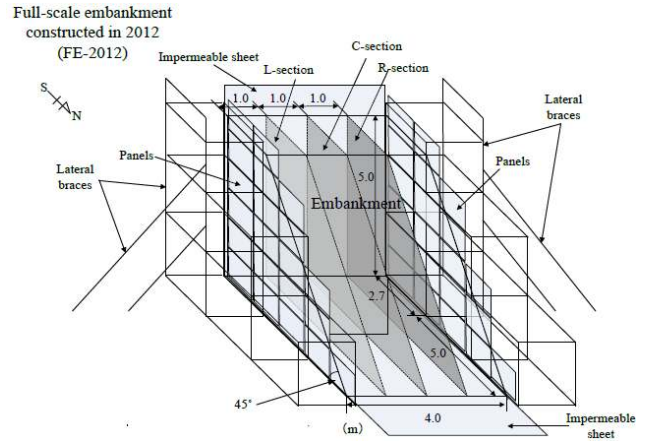 Full-scale embankment
constructed in 2012
(FE-2012)
Impermeable sheet
C-section
L-section
R-section
S
N
1.0
1.0
1.0
Lateral
braces
Panels
Panels
Lateral
braces
5.0
Embankment
2.7
5.0
45°
(m)
4.0
Impermeable
sheet